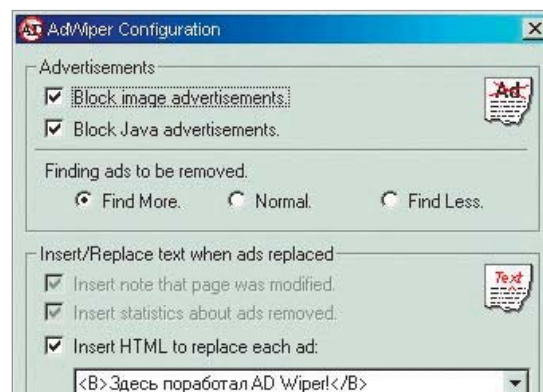 AdWiper Configuration
Advertisements
Block image advertisements.
Ad
Block Java advertisements.
Finding ads to be removed.
Find More. Normal. Find Less.
Insert/Replace text when ads replaced
Insert note that page was modified.
Text
Insert statistics about ads removed.
Insert HTML to replace each ad:
<B>Здесь поработал AD Wiper!</B>